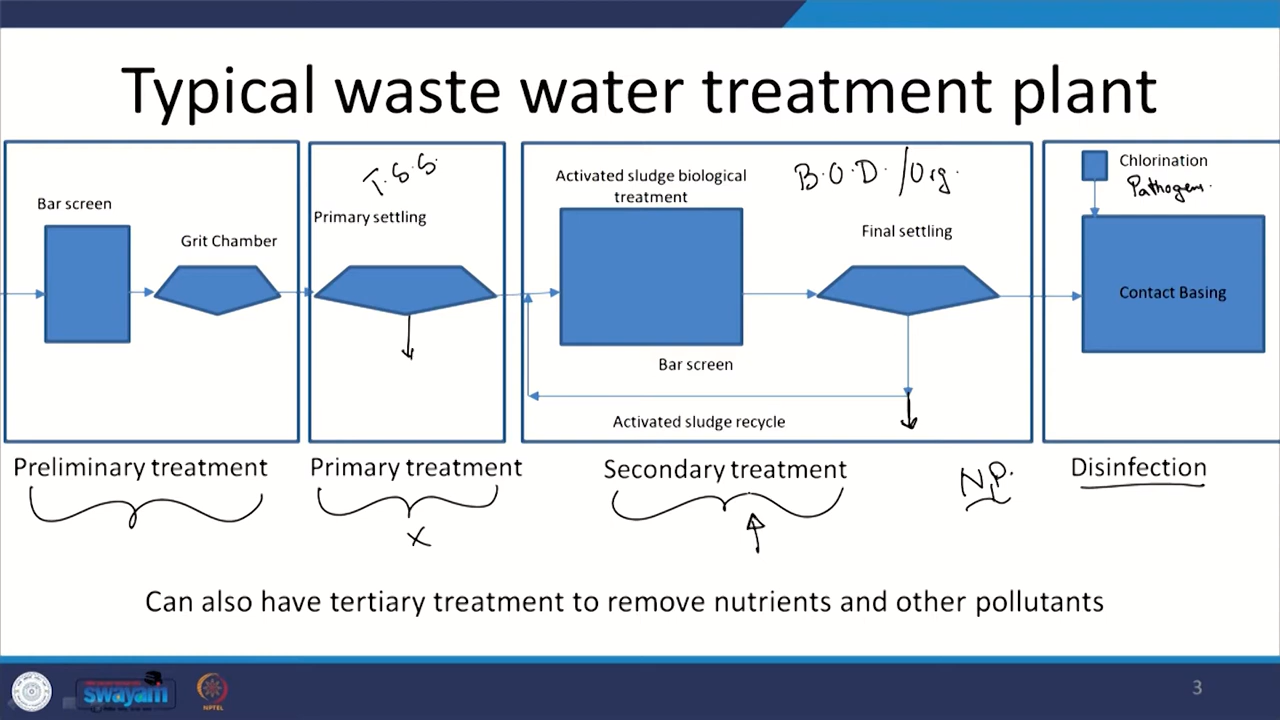 Typical waste water treatment plant
Bar screen
Grit Chamber
T.S.S.
Primary settling
Activated sludge biological
treatment
B.O.D. / Org.
Final settling
Bar screen
Activated sludge recycle
Chlorination
Pathogens.
Contact Basing
Preliminary treatment
Primary treatment
X
Secondary treatment
N,P.
Disinfection
Can also have tertiary treatment to remove nutrients and other pollutants
swayam
NPTEL
3